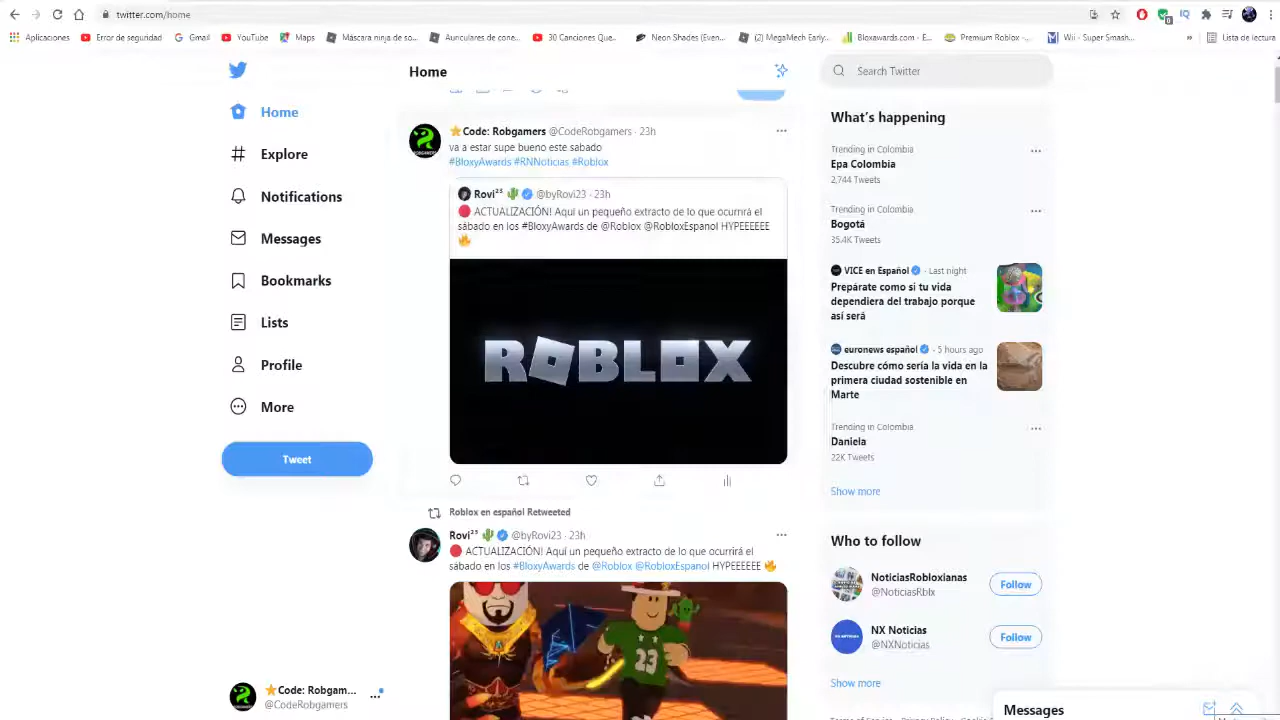 twitter.com/home
Aplicaciones
Error de seguridad
Gmail
YouTube
Maps
Máscara ninja de so...
Auriculares de cone...
30 Canciones Que...
Neon Shades (Even...
(2) MegaMech Early...
Bloxawards.com - E...
Premium Roblox -...
Wii - Super Smash...
»
Lista de lectura
Home
Explore
Notifications
Messages
Bookmarks
Lists
Profile
More
Tweet
Code: Robgam...
@CodeRobgamers
Home
Code: Robgamers @CodeRobgamers · 23h
va a estar supe bueno este sabado
#BloxyAwards #RNNoticias #Roblox
Rovi²³ @byRovi23 · 23h
ACTUALIZACIÓN! Aquí un pequeño extracto de lo que ocurrirá el
sábado en los #BloxyAwards de @Roblox @RobloxEspanol HYPEEEEE
ROBLOX
Roblox en español Retweeted
Rovi²³ @byRovi23 · 23h
ACTUALIZACIÓN! Aquí un pequeño extracto de lo que ocurrirá el
sábado en los #BloxyAwards de @Roblox @RobloxEspanol HYPEEEEE
23
Search Twitter
What's happening
Trending in Colombia
Epa Colombia
2,744 Tweets
Trending in Colombia
Bogotá
35.4K Tweets
VICE en Español · Last night
Prepárate como si tu vida
dependiera del trabajo porque
así será
euronews español · 5 hours ago
Descubre cómo sería la vida en la
primera ciudad sostenible en
Marte
Trending in Colombia
Daniela
22K Tweets
Show more
Who to follow
NoticiasRobloxianas
@NoticiasRblx
Follow
NX Noticias
@NXNoticias
Follow
Show more
Messages